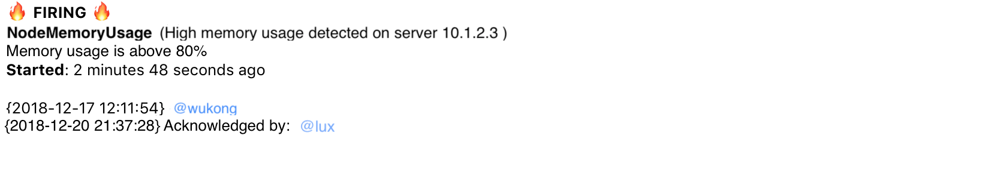 🔥 FIRING 🔥
NodeMemoryUsage (High memory usage detected on server 10.1.2.3 )
Memory usage is above 80%
Started: 2 minutes 48 seconds ago
{2018-12-17 12:11:54} @wukong
{2018-12-20 21:37:28} Acknowledged by: @lux